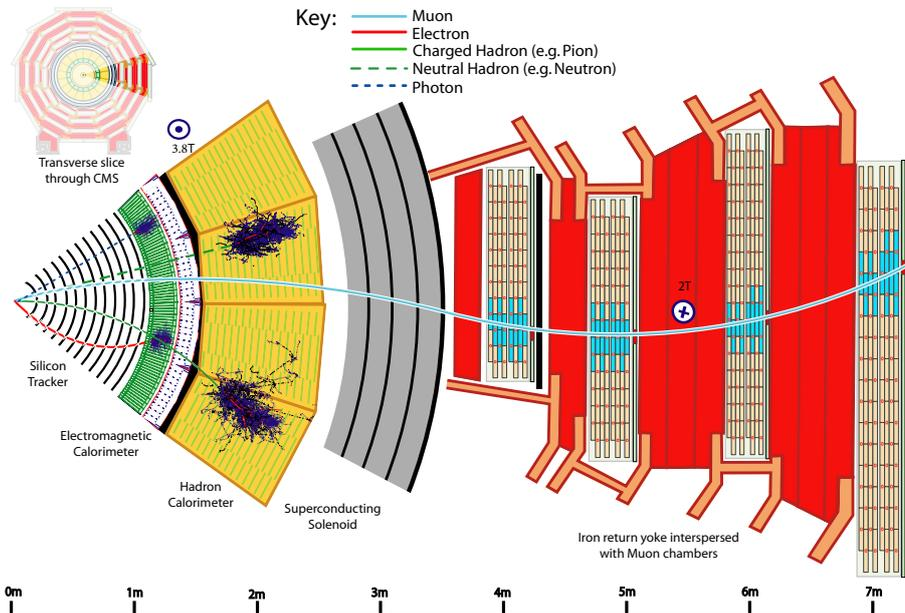 Key:
Muon
Electron
Charged Hadron (e.g. Pion)
Neutral Hadron (e.g. Neutron)
Photon
Transverse slice
through CMS
3.8T
2T
Silicon
Tracker
Electromagnetic
Calorimeter
Hadron
Calorimeter
Superconducting
Solenoid
Iron return yoke interspersed
with Muon chambers
0m 1m 2m 3m 4m 5m 6m 7m